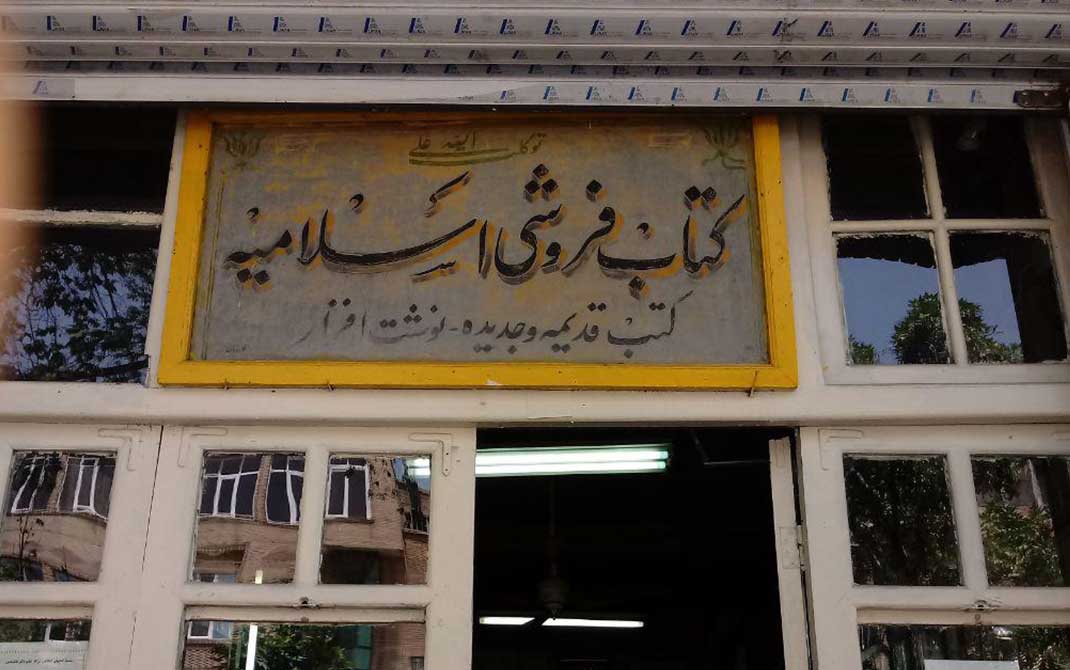 توکلت علی الله
کتاب فروشی اسلامیه
کتب قدیمه و جدیده - نوشت افزار